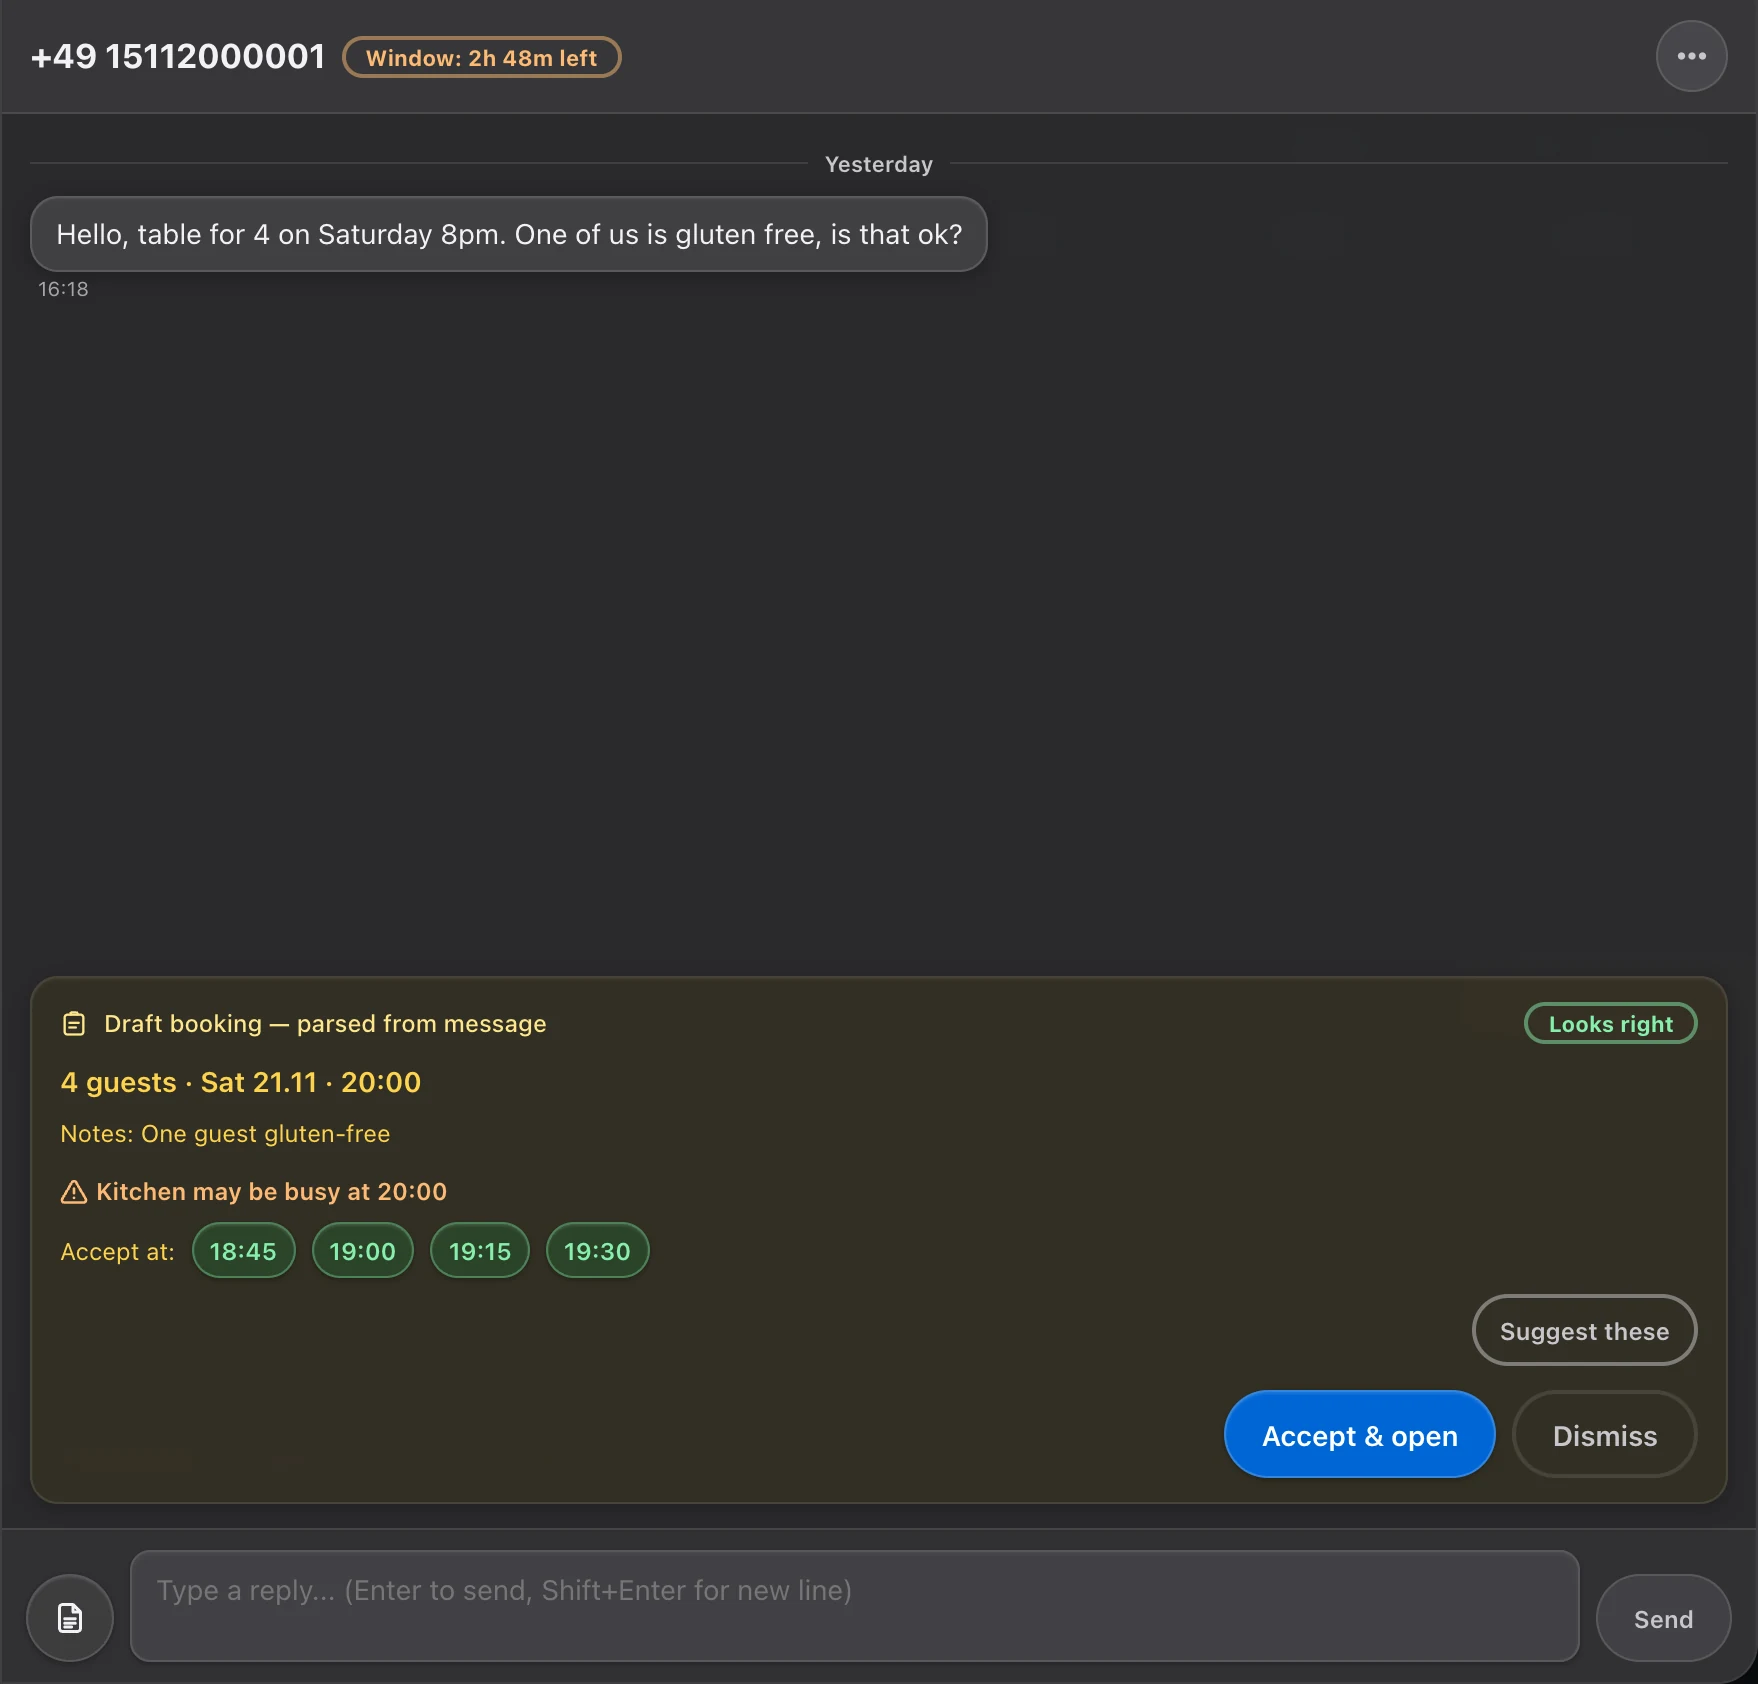 +49 15112000001 Window: 2h 48m left
Yesterday
Hello, table for 4 on Saturday 8pm. One of us is gluten free, is that ok?
16:18
Draft booking — parsed from message Looks right
4 guests · Sat 21.11 · 20:00
Notes: One guest gluten-free
Kitchen may be busy at 20:00
Accept at: 18:45 19:00 19:15 19:30
Suggest these
Accept & open Dismiss
Type a reply... (Enter to send, Shift+Enter for new line)
Send